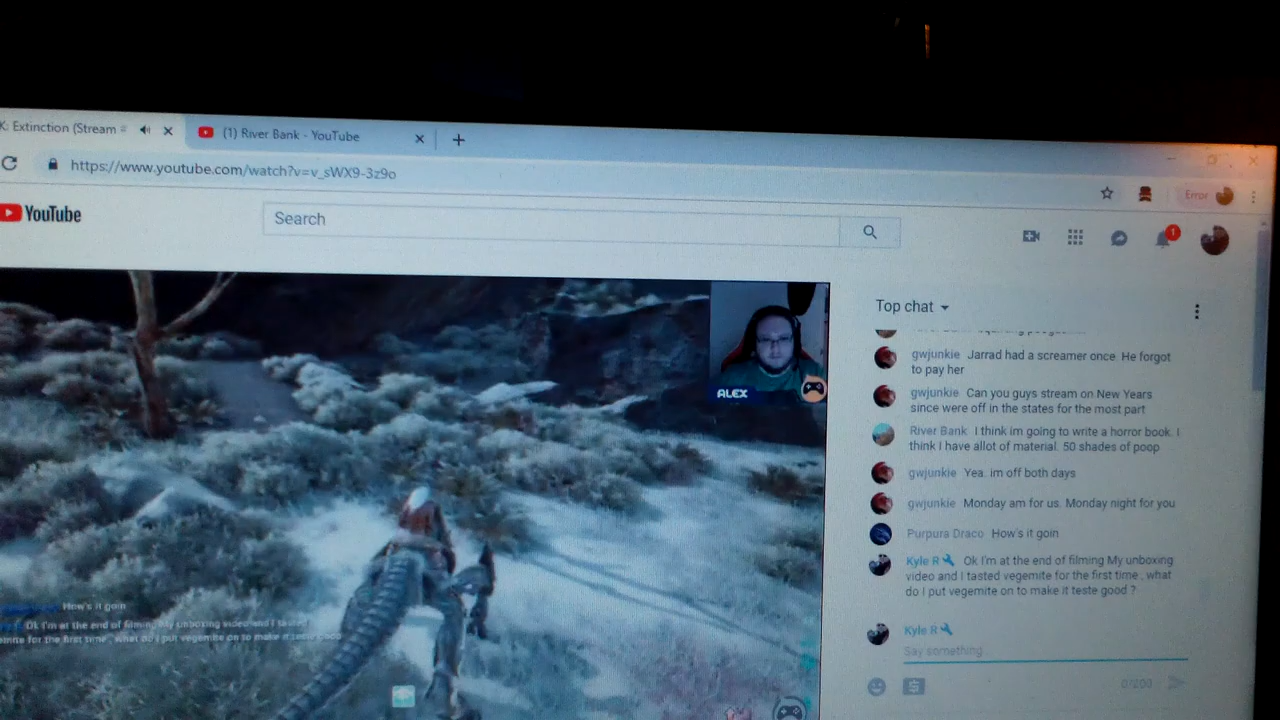 K: Extinction (Stream
(1) River Bank - YouTube
https://www.youtube.com/watch?v=v_sWX9-3z9o
Error
YouTube
Search
1
Top chat
ALEX
gwjunkie Jarrad had a screamer once. He forgot
to pay her
gwjunkie Can you guys stream on New Years
since were off in the states for the most part
River Bank I think im going to write a horror book. I
think I have allot of material. 50 shades of poop
gwjunkie Yea. im off both days
gwjunkie Monday am for us. Monday night for you
Purpura Draco How's it goin
Kyle R Ok I'm at the end of filming My unboxing
video and I tasted vegemite for the first time , what
do I put vegemite on to make it teste good ?
How's it goin
Ok I'm at the end of filming My unboxing video and I tasted
for the first time , what do I put vegemite on to make it teste good
Kyle R
Say something
0/200